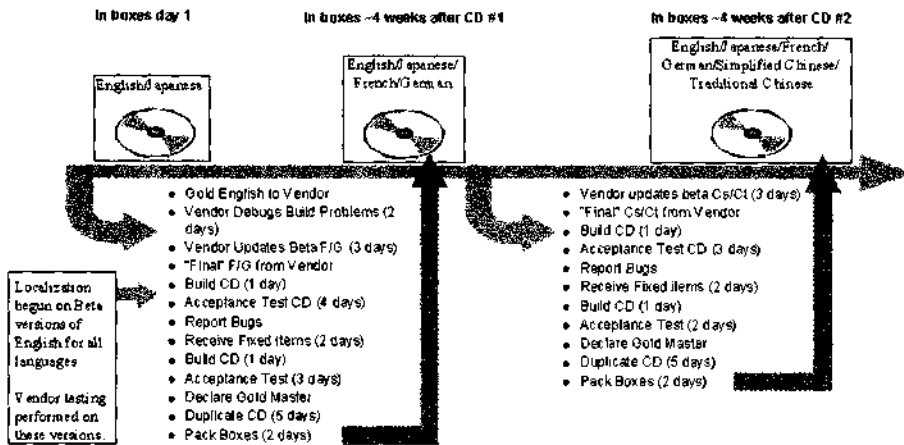 In boxes day 1
In boxes ~4 weeks after CD #1
In boxes ~4 weeks after CD #2
English/Japanese
English/Japanese/
French/German
English/Japanese/French/
German/Simplified Chinese/
Traditional Chinese
Gold English to Vendor
Vendor Debugs Build Problems (2
days)
Vendor Updates Beta F/G (3 days)
"Final" F/G from Vendor
Build CD (1 day)
Acceptance Test CD (4 days)
Report Bugs
Receive Fixed items (2 days)
Build CD (1 day)
Acceptance Test (3 days)
Declare Gold Master
Duplicate CD (5 days)
Pack Boxes (2 days)
Localization
begun on Beta
versions of
English for all
languages
Vendor testing
performed on
these versions.
Vendor updates beta Cs/Ct (3 days)
"Final" Cs/Ct from Vendor
Build CD (1 day)
Acceptance Test CD (3 days)
Report Bugs
Receive Fixed items (2 days)
Build CD (1 day)
Acceptance Test (2 days)
Declare Gold Master
Duplicate CD (5 days)
Pack Boxes (2 days)